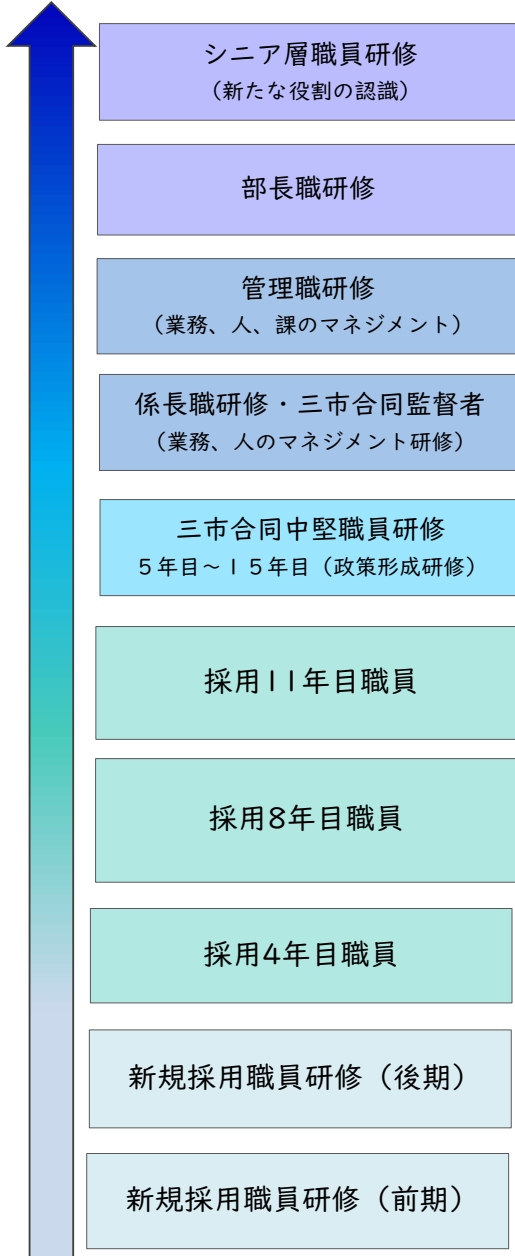 シニア層職員研修
（新たな役割の認識）
部長職研修
管理職研修
（業務、人、課のマネジメント）
係長職研修・三市合同監督者
（業務、人のマネジメント研修）
三市合同中堅職員研修
５年目～１５年目（政策形成研修）
採用11年目職員
採用8年目職員
採用4年目職員
新規採用職員研修（後期）
新規採用職員研修（前期）